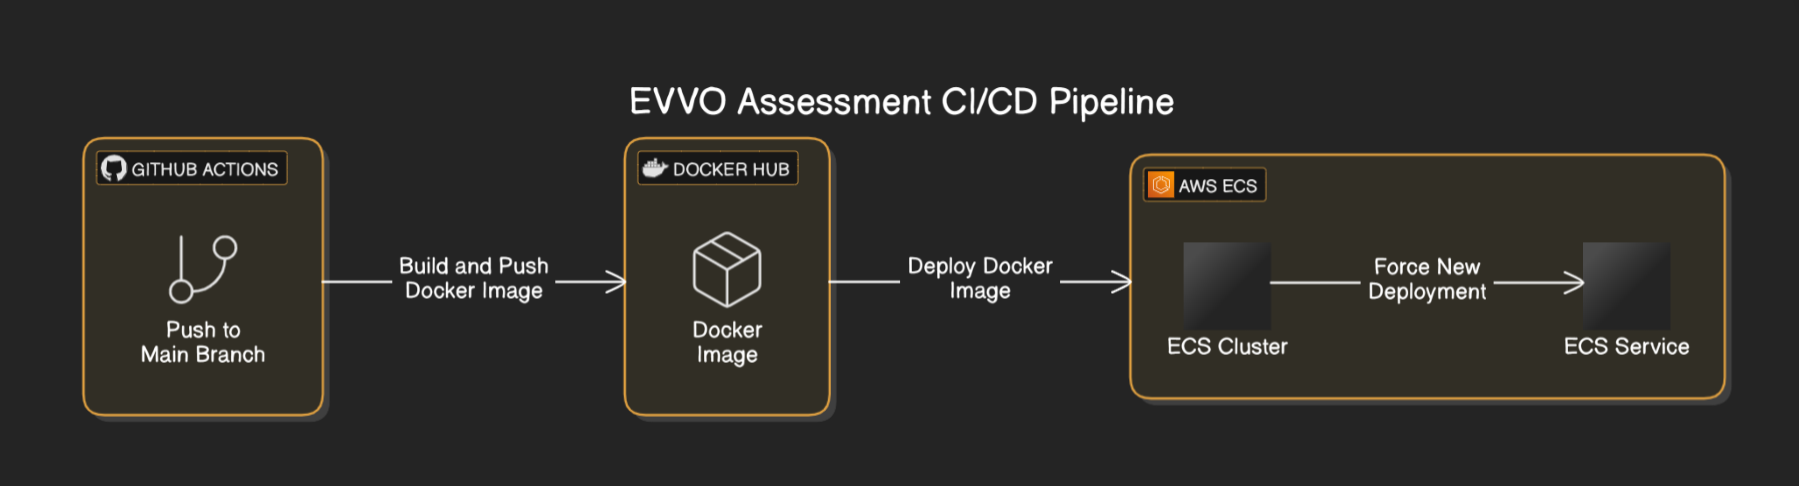 EVVO Assessment CI/CD Pipeline
GITHUB ACTIONS
Push to
Main Branch
Build and Push
Docker Image
DOCKER HUB
Docker
Image
Deploy Docker
Image
AWS ECS
ECS Cluster
Force New
Deployment
ECS Service